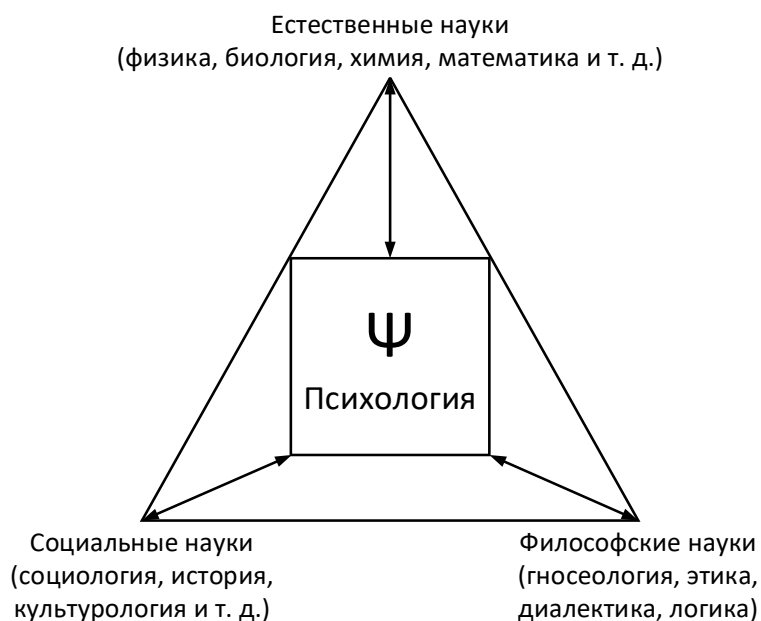 Естественные науки
(физика, биология, химия, математика и т. д.)
Ψ
Психология
Социальные науки
(социология, история,
культурология и т. д.)
Философские науки
(гносеология, этика,
диалектика, логика)